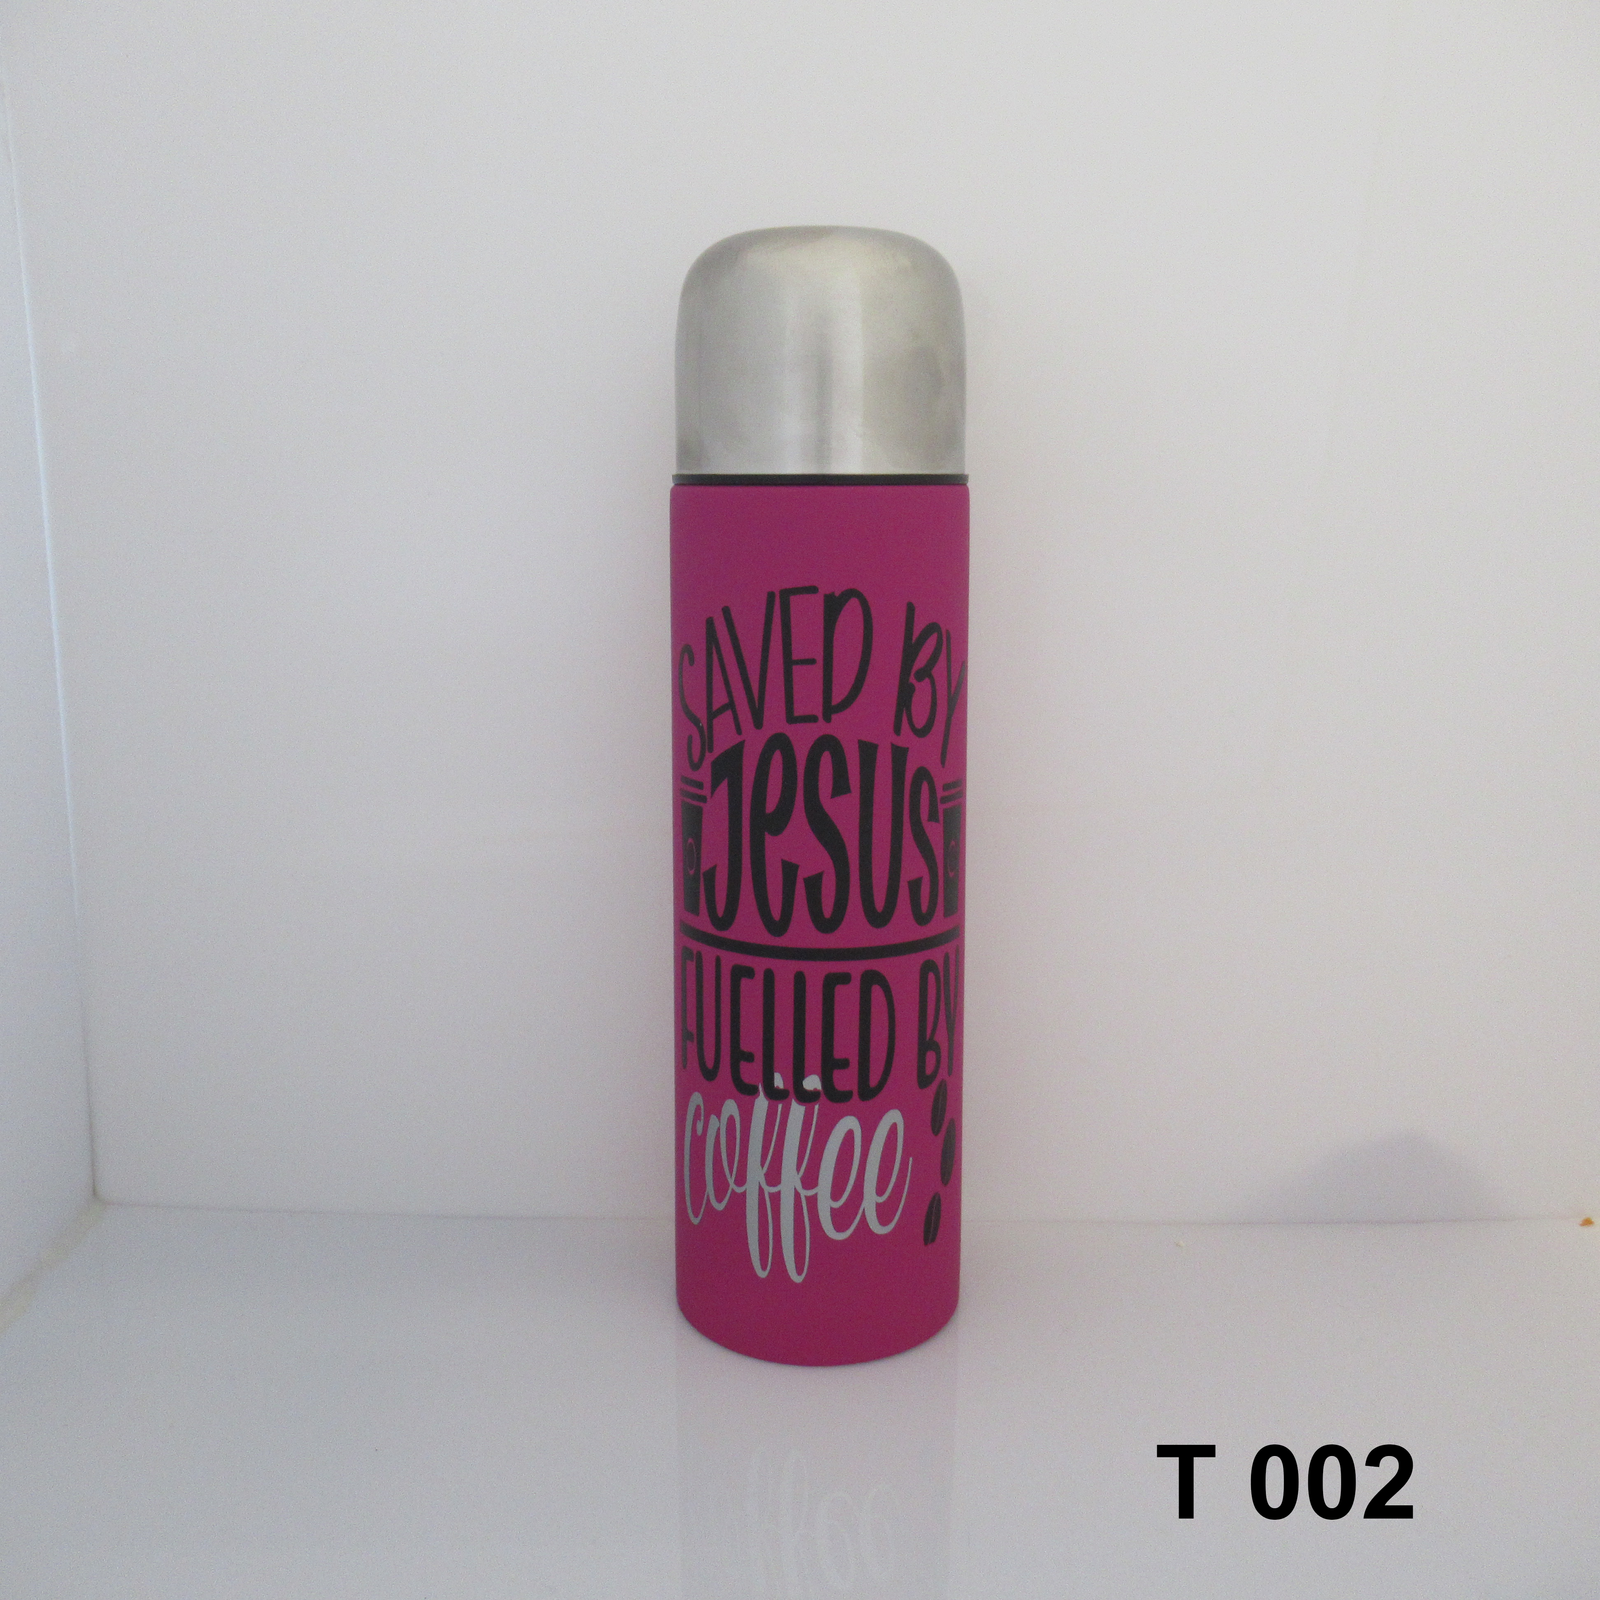 SAVED BY
JESUS
FUELLED BY
coffee
T 002